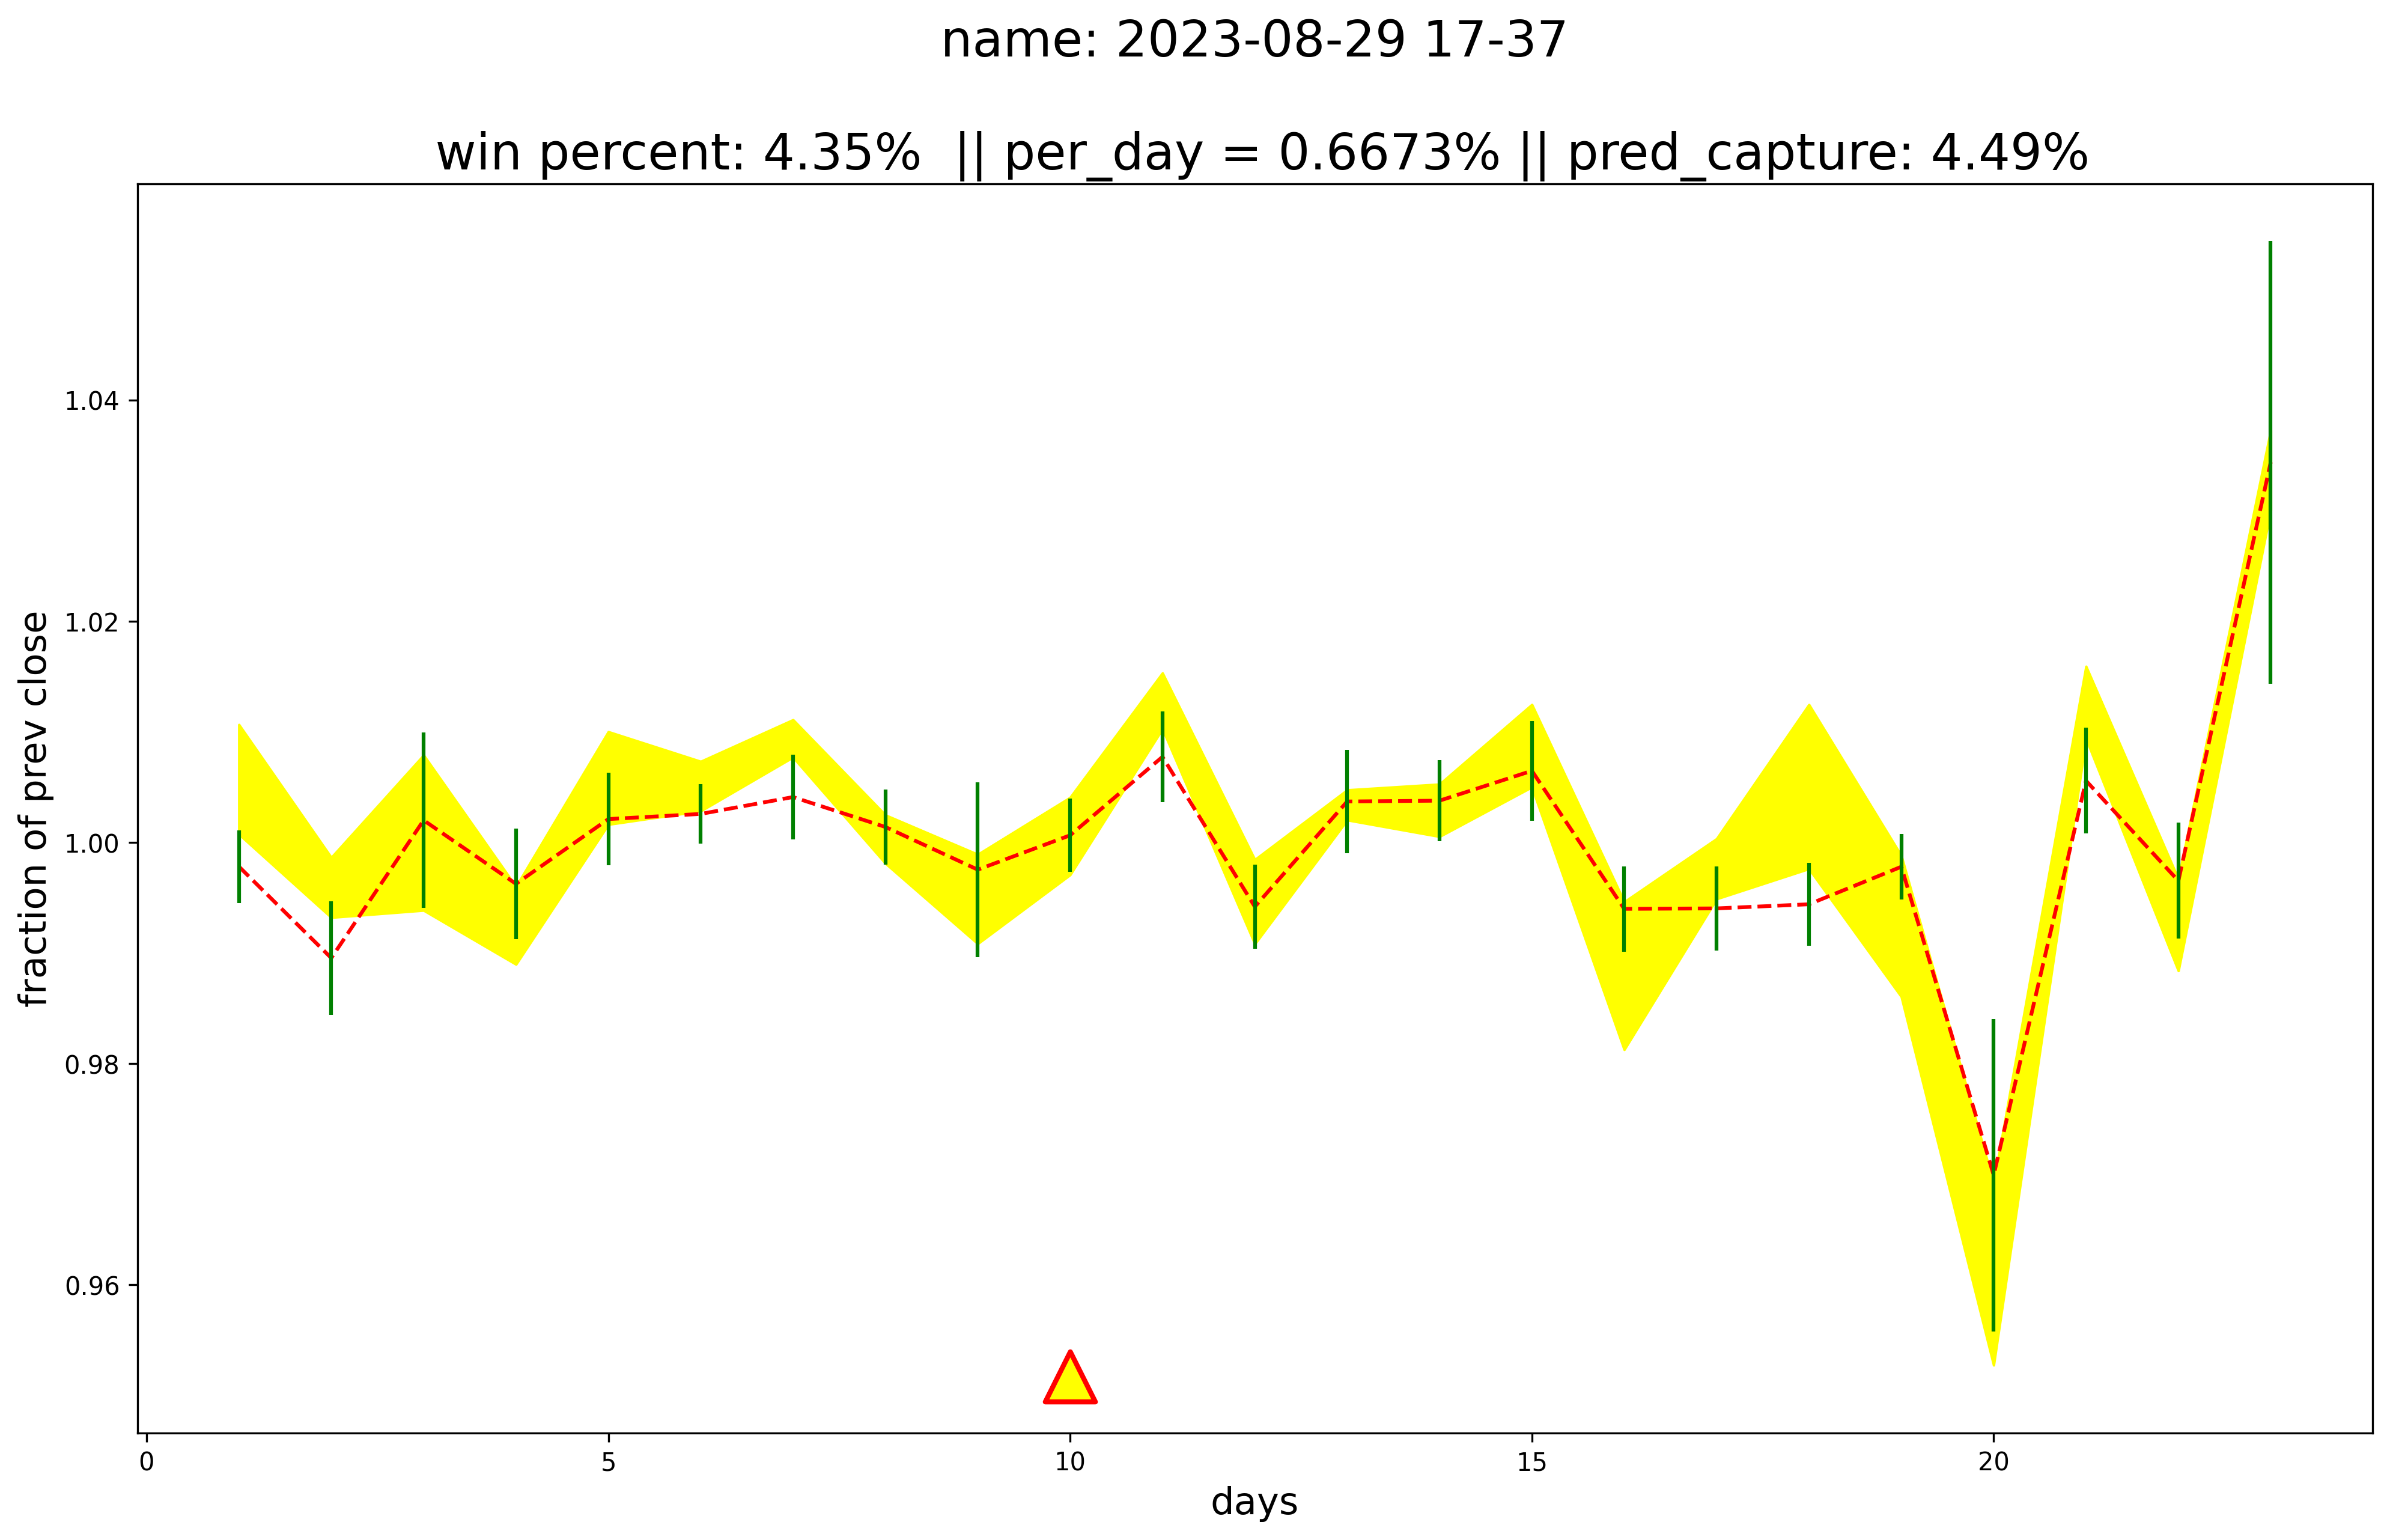 name: 2023-08-29 17-37
win percent: 4.35%  || per_day = 0.6673% || pred_capture: 4.49%
fraction of prev close
1.04
1.02
1.00
0.98
0.96
0
5
10
15
20
days